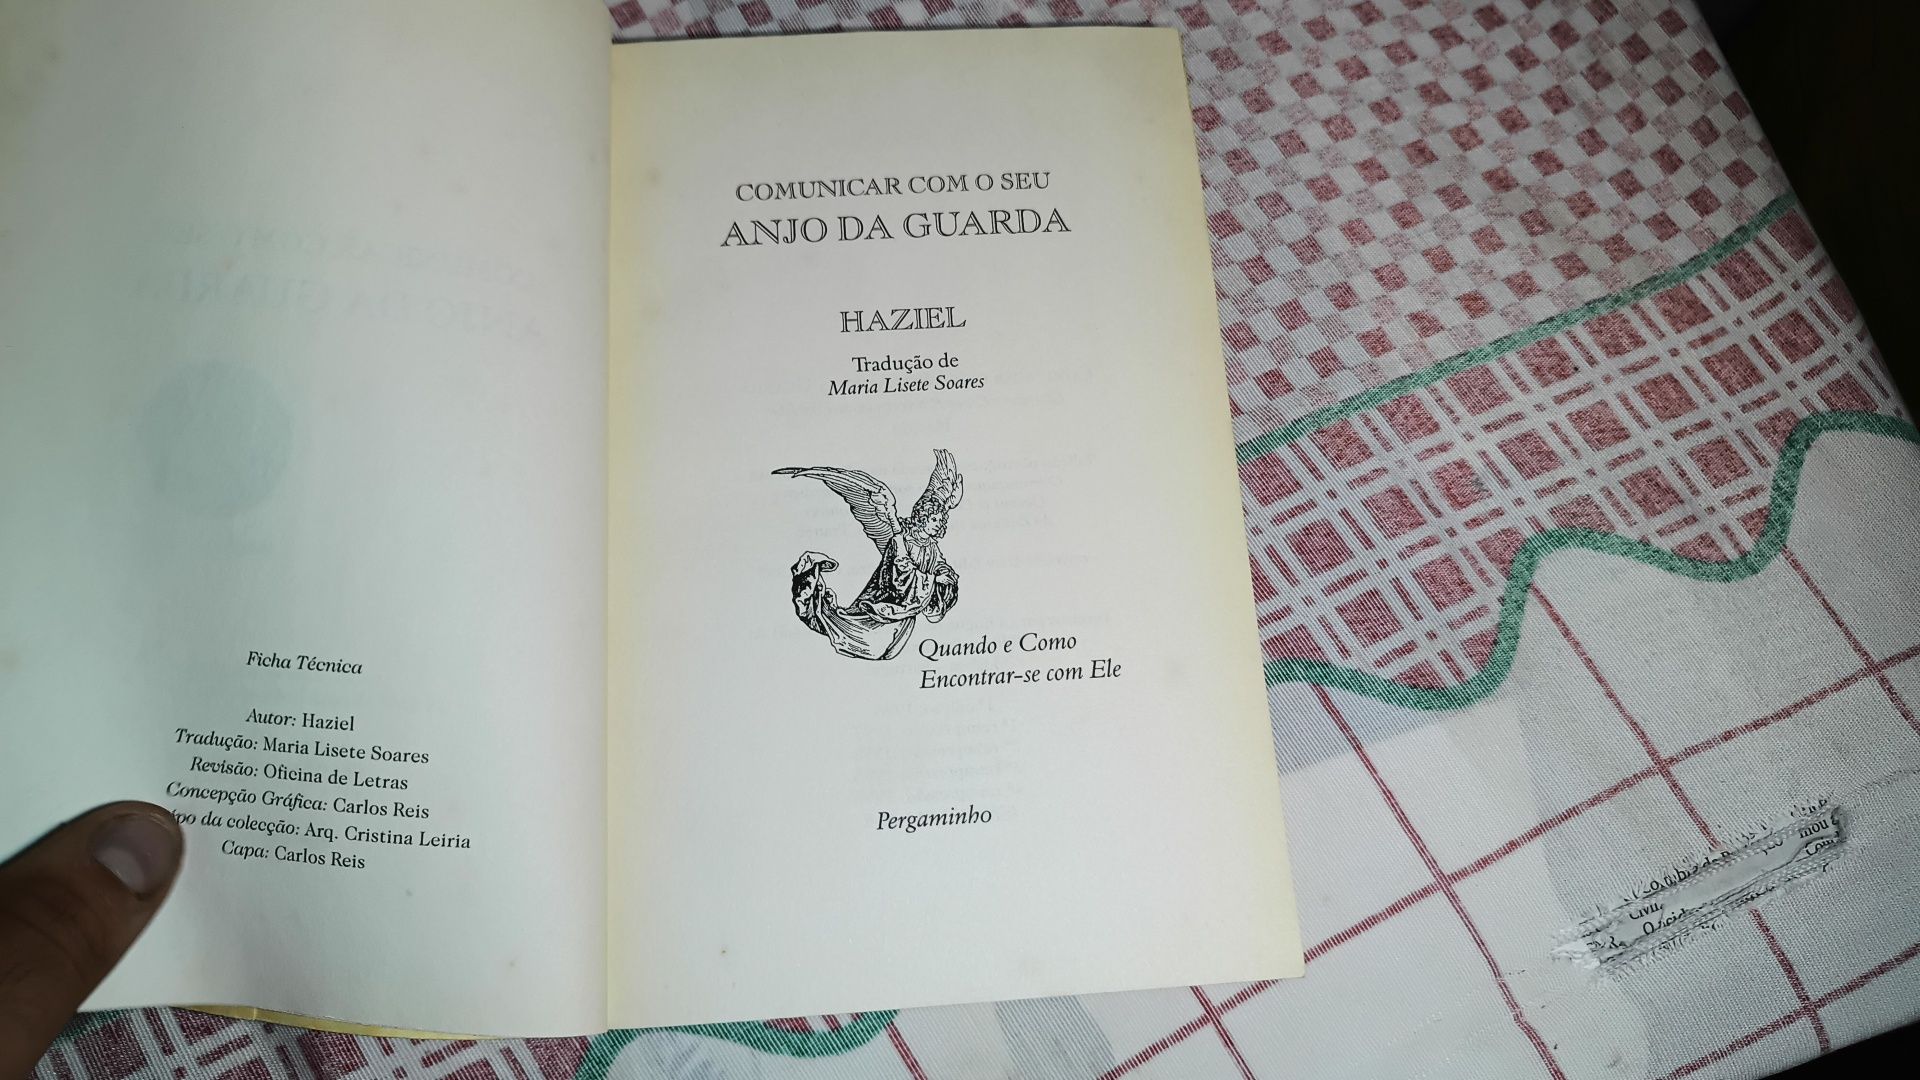 Ficha Técnica
Autor: Haziel
Tradução: Maria Lisete Soares
Revisão: Oficina de Letras
Concepção Gráfica: Carlos Reis
da colecção: Arq. Cristina Leiria
Capa: Carlos Reis
COMUNICAR COM O SEU
ANJO DA GUARDA
HAZIEL
Tradução de
Maria Lisete Soares
Quando e Como
Encontrar-se com Ele
Pergaminho